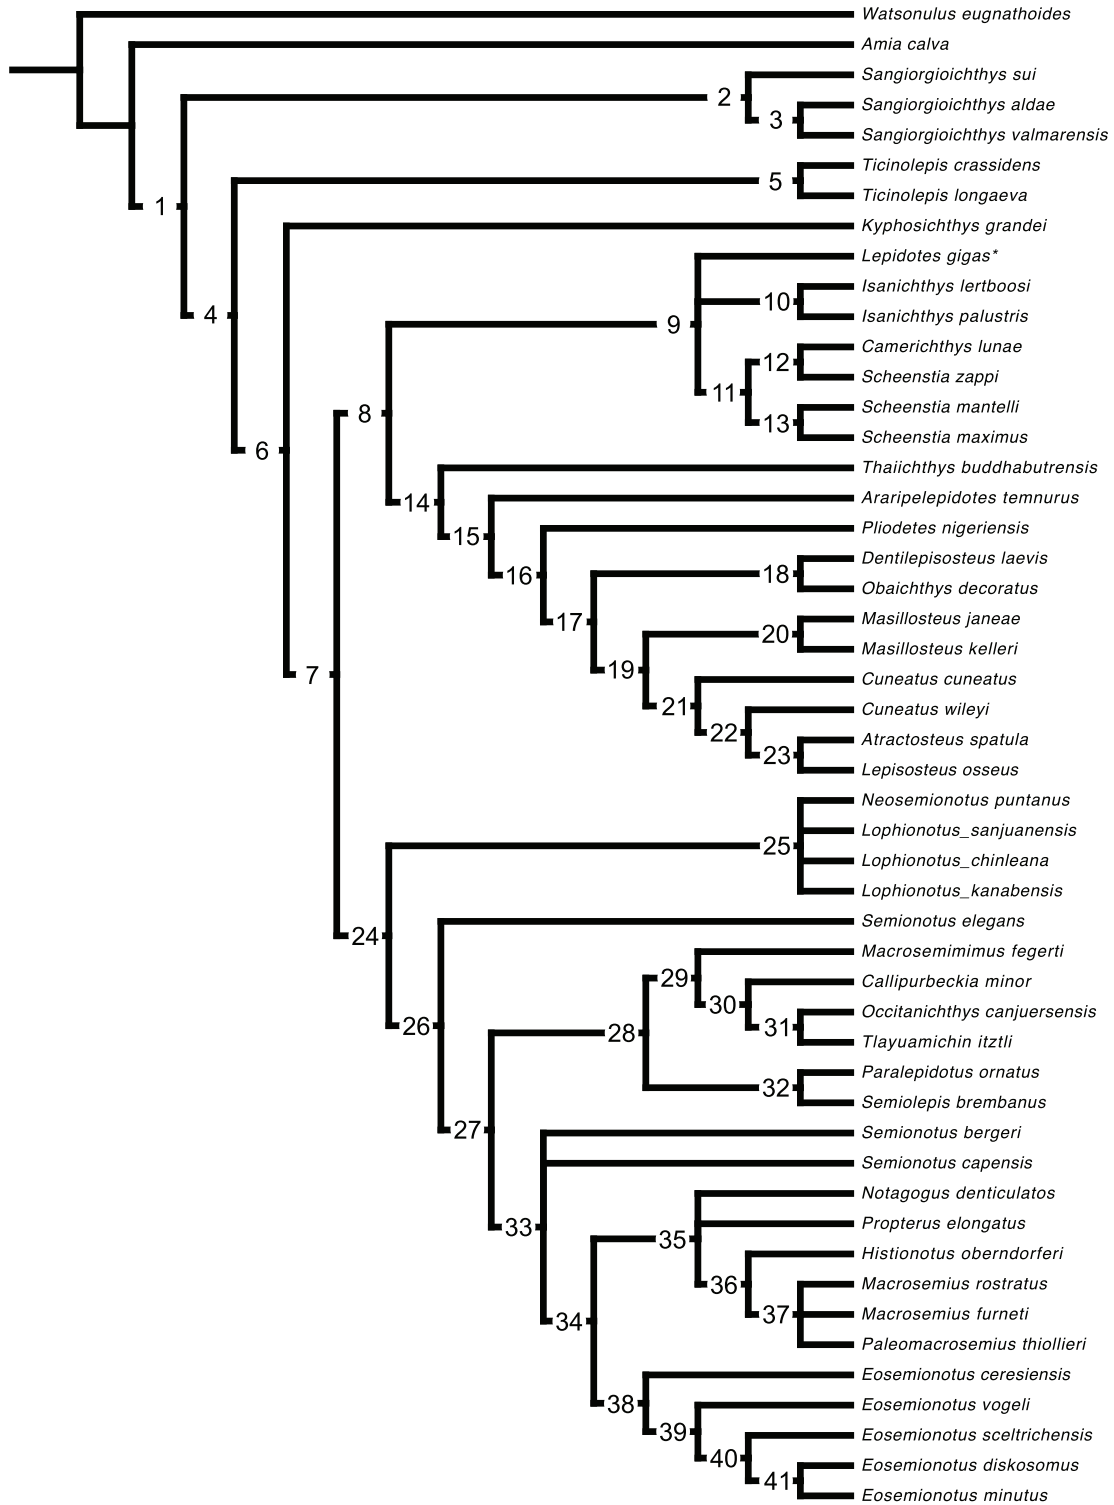 Watsonulus eugnathoides
Amia calva
Sangiorgioichthys sui
2
Sangiorgioichthys aldae
3
Sangiorgioichthys valmarensis
Ticinolepis crassidens
5
Ticinolepis longaeva
1
Kyphosichthys grandei
Lepidotes gigas*
Isanichthys lertboosi
10
4
Isanichthys palustris
9
Camerichthys lunae
12
Scheenstia zappi
11
Scheenstia mantelli
8
13
Scheenstia maximus
6
Thaiichthys buddhabutrensis
Araripelepidotes temnurus
14
Pliodetes nigeriensis
15
Dentilepisosteus laevis
16
18
Obaichthys decoratus
Masillosteus janeae
17
20
Masillosteus kelleri
19
7
Cuneatus cuneatus
21
Cuneatus wileyi
22
Atractosteus spatula
23
Lepisosteus osseus
Neosemionotus puntanus
Lophionotus_sanjuanensis
25
Lophionotus_chinleana
Lophionotus_kanabensis
Semionotus elegans
24
Macrosemimimus fegerti
29
Callipurbeckia minor
30
Occitanichthys canjuersensis
26
31
28
Tlayuamichin itztli
Paralepidotus ornatus
32
Semiolepis brembanus
27
Semionotus bergeri
Semionotus capensis
Notagogus denticulatos
33
Propterus elongatus
35
Histionotus oberndorferi
36
Macrosemius rostratus
37
Macrosemius furneti
34
Paleomacrosemius thiollieri
Eosemionotus ceresiensis
38
Eosemionotus vogeli
39
Eosemionotus sceltrichensis
40
Eosemionotus diskosomus
41
Eosemionotus minutus